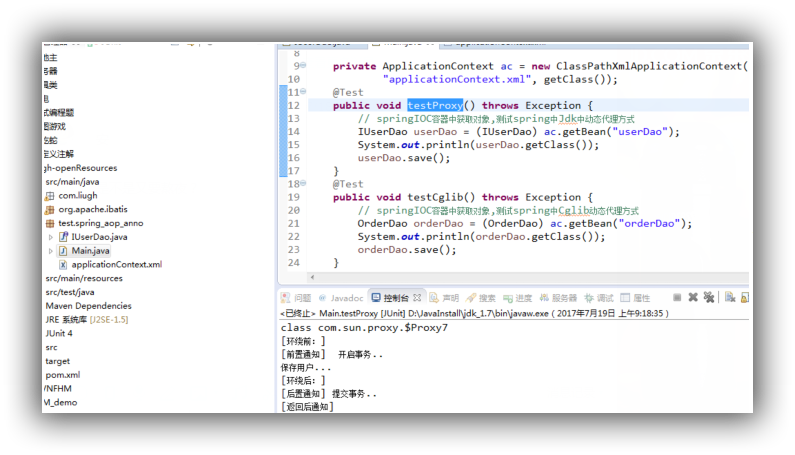 地主
务器
具类
电
试编程题
图游戏
定义注解
gh-openResources
src/main/java
com.liugh
org.apache.ibatis
test.spring_aop_anno
IUserDao.java
Main.java
applicationContext.xml
src/main/resources
src/test/java
Maven Dependencies
JRE 系统库 [J2SE-1.5]
JUnit 4
src
target
pom.xml
VNFHM
M_demo
8
9 private ApplicationContext ac = new ClassPathXmlApplicationContext(
10 "applicationContext.xml", getClass());
11 @Test
12 public void testProxy() throws Exception {
13 // springIOC容器中获取对象,测试spring中Jdk中动态代理方式
14 IUserDao userDao = (IUserDao) ac.getBean("userDao");
15 System.out.println(userDao.getClass());
16 userDao.save();
17 }
18 @Test
19 public void testCglib() throws Exception {
20 // springIOC容器中获取对象,测试spring中Cglib动态代理方式
21 OrderDao orderDao = (OrderDao) ac.getBean("orderDao");
22 System.out.println(orderDao.getClass());
23 orderDao.save();
24 }
问题 @ Javadoc 控制台 声明 搜索 进度 服务器 调试 属性
<已终止> Main.testProxy [JUnit] D:\JavaInstall\jdk_1.7\bin\javaw.exe ( 2017年7月19日 上午9:18:35 )
class com.sun.proxy.$Proxy7
[环绕前：]
[前置通知] 开启事务..
保存用户...
[环绕后：]
[后置通知] 提交事务..
[返回后通知]